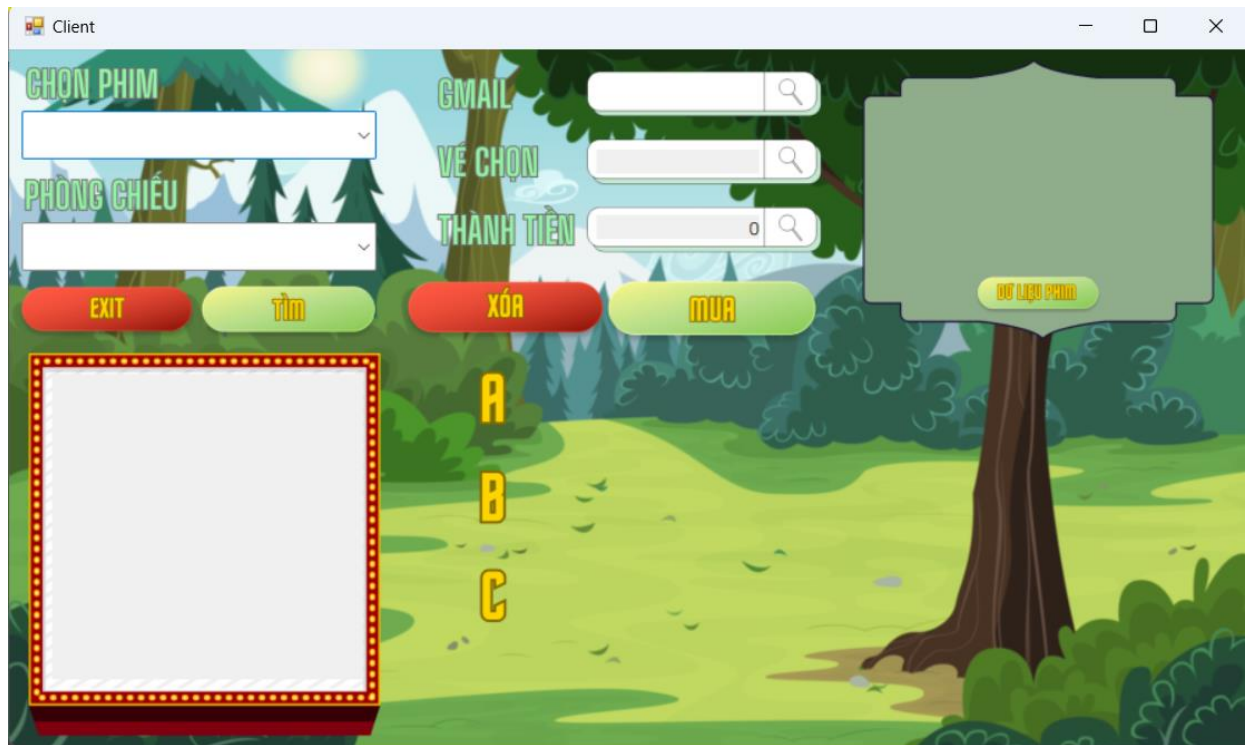 Client
CHỌN PHIM
PHÒNG CHIẾU
GMAIL
VÉ CHỌN
THÀNH TIỀN 0
EXIT TÌM XÓA MUA
DỮ LIỆU PHIM
A
B
C